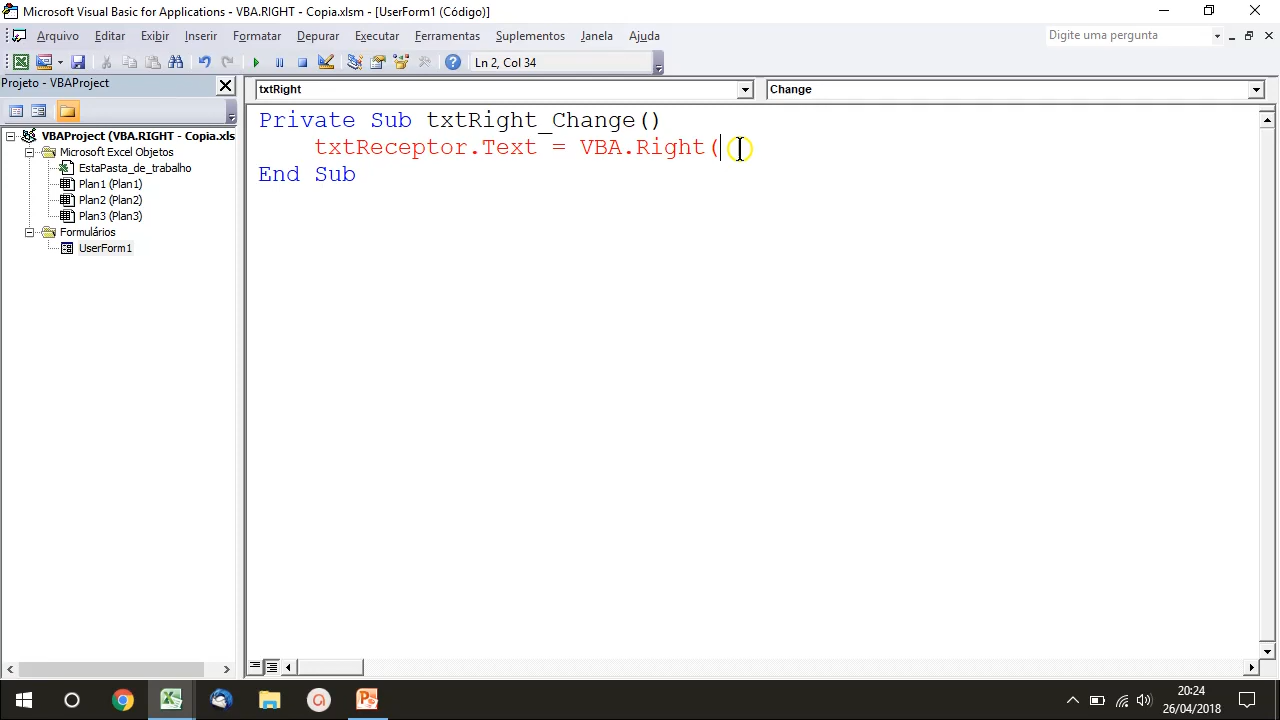 Microsoft Visual Basic for Applications - VBA.RIGHT - Copia.xlsm - [UserForm1 (Código)]
Arquivo Editar Exibir Inserir Formatar Depurar Executar Ferramentas Suplementos Janela Ajuda
Digite uma pergunta
Ln 2, Col 34
Projeto - VBAProject
txtRight
Change
VBAProject (VBA.RIGHT - Copia.xls
Microsoft Excel Objetos
EstaPasta_de_trabalho
Plan1 (Plan1)
Plan2 (Plan2)
Plan3 (Plan3)
Formulários
UserForm1
Private Sub txtRight_Change()
txtReceptor.Text = VBA.Right(
End Sub
20:24
26/04/2018